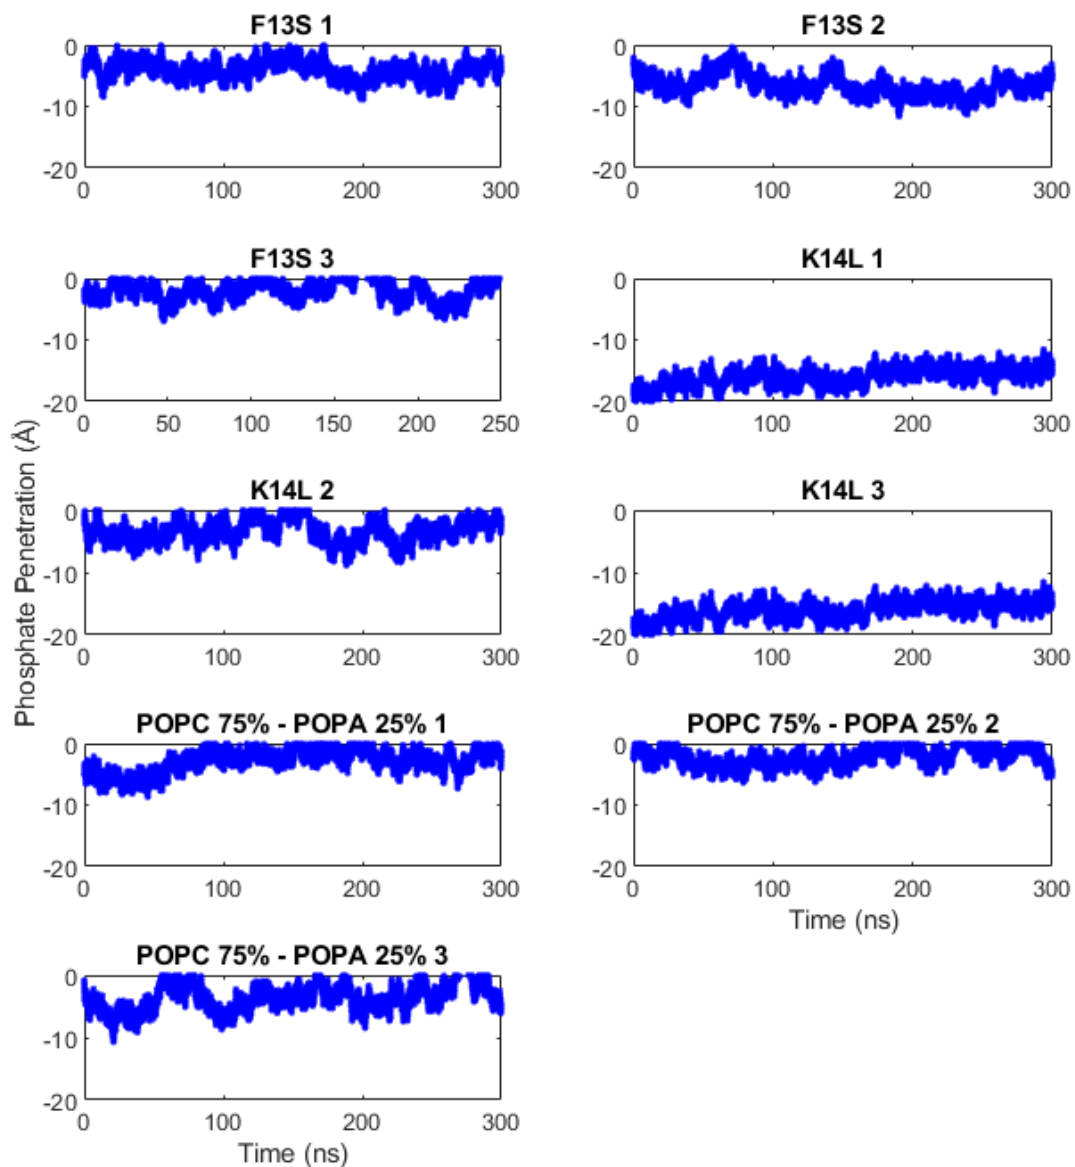 F13S 1
0
-10
-20
0 100 200 300
F13S 2
0
-10
-20
0 100 200 300
F13S 3
0
-10
-20
0 50 100 150 200 250
K14L 1
0
-10
-20
0 100 200 300
Phosphate Penetration (Å)
K14L 2
0
-10
-20
0 100 200 300
K14L 3
0
-10
-20
0 100 200 300
POPC 75% - POPA 25% 1
0
-10
-20
0 100 200 300
POPC 75% - POPA 25% 2
0
-10
-20
0 100 200 300
Time (ns)
POPC 75% - POPA 25% 3
0
-10
-20
0 100 200 300
Time (ns)